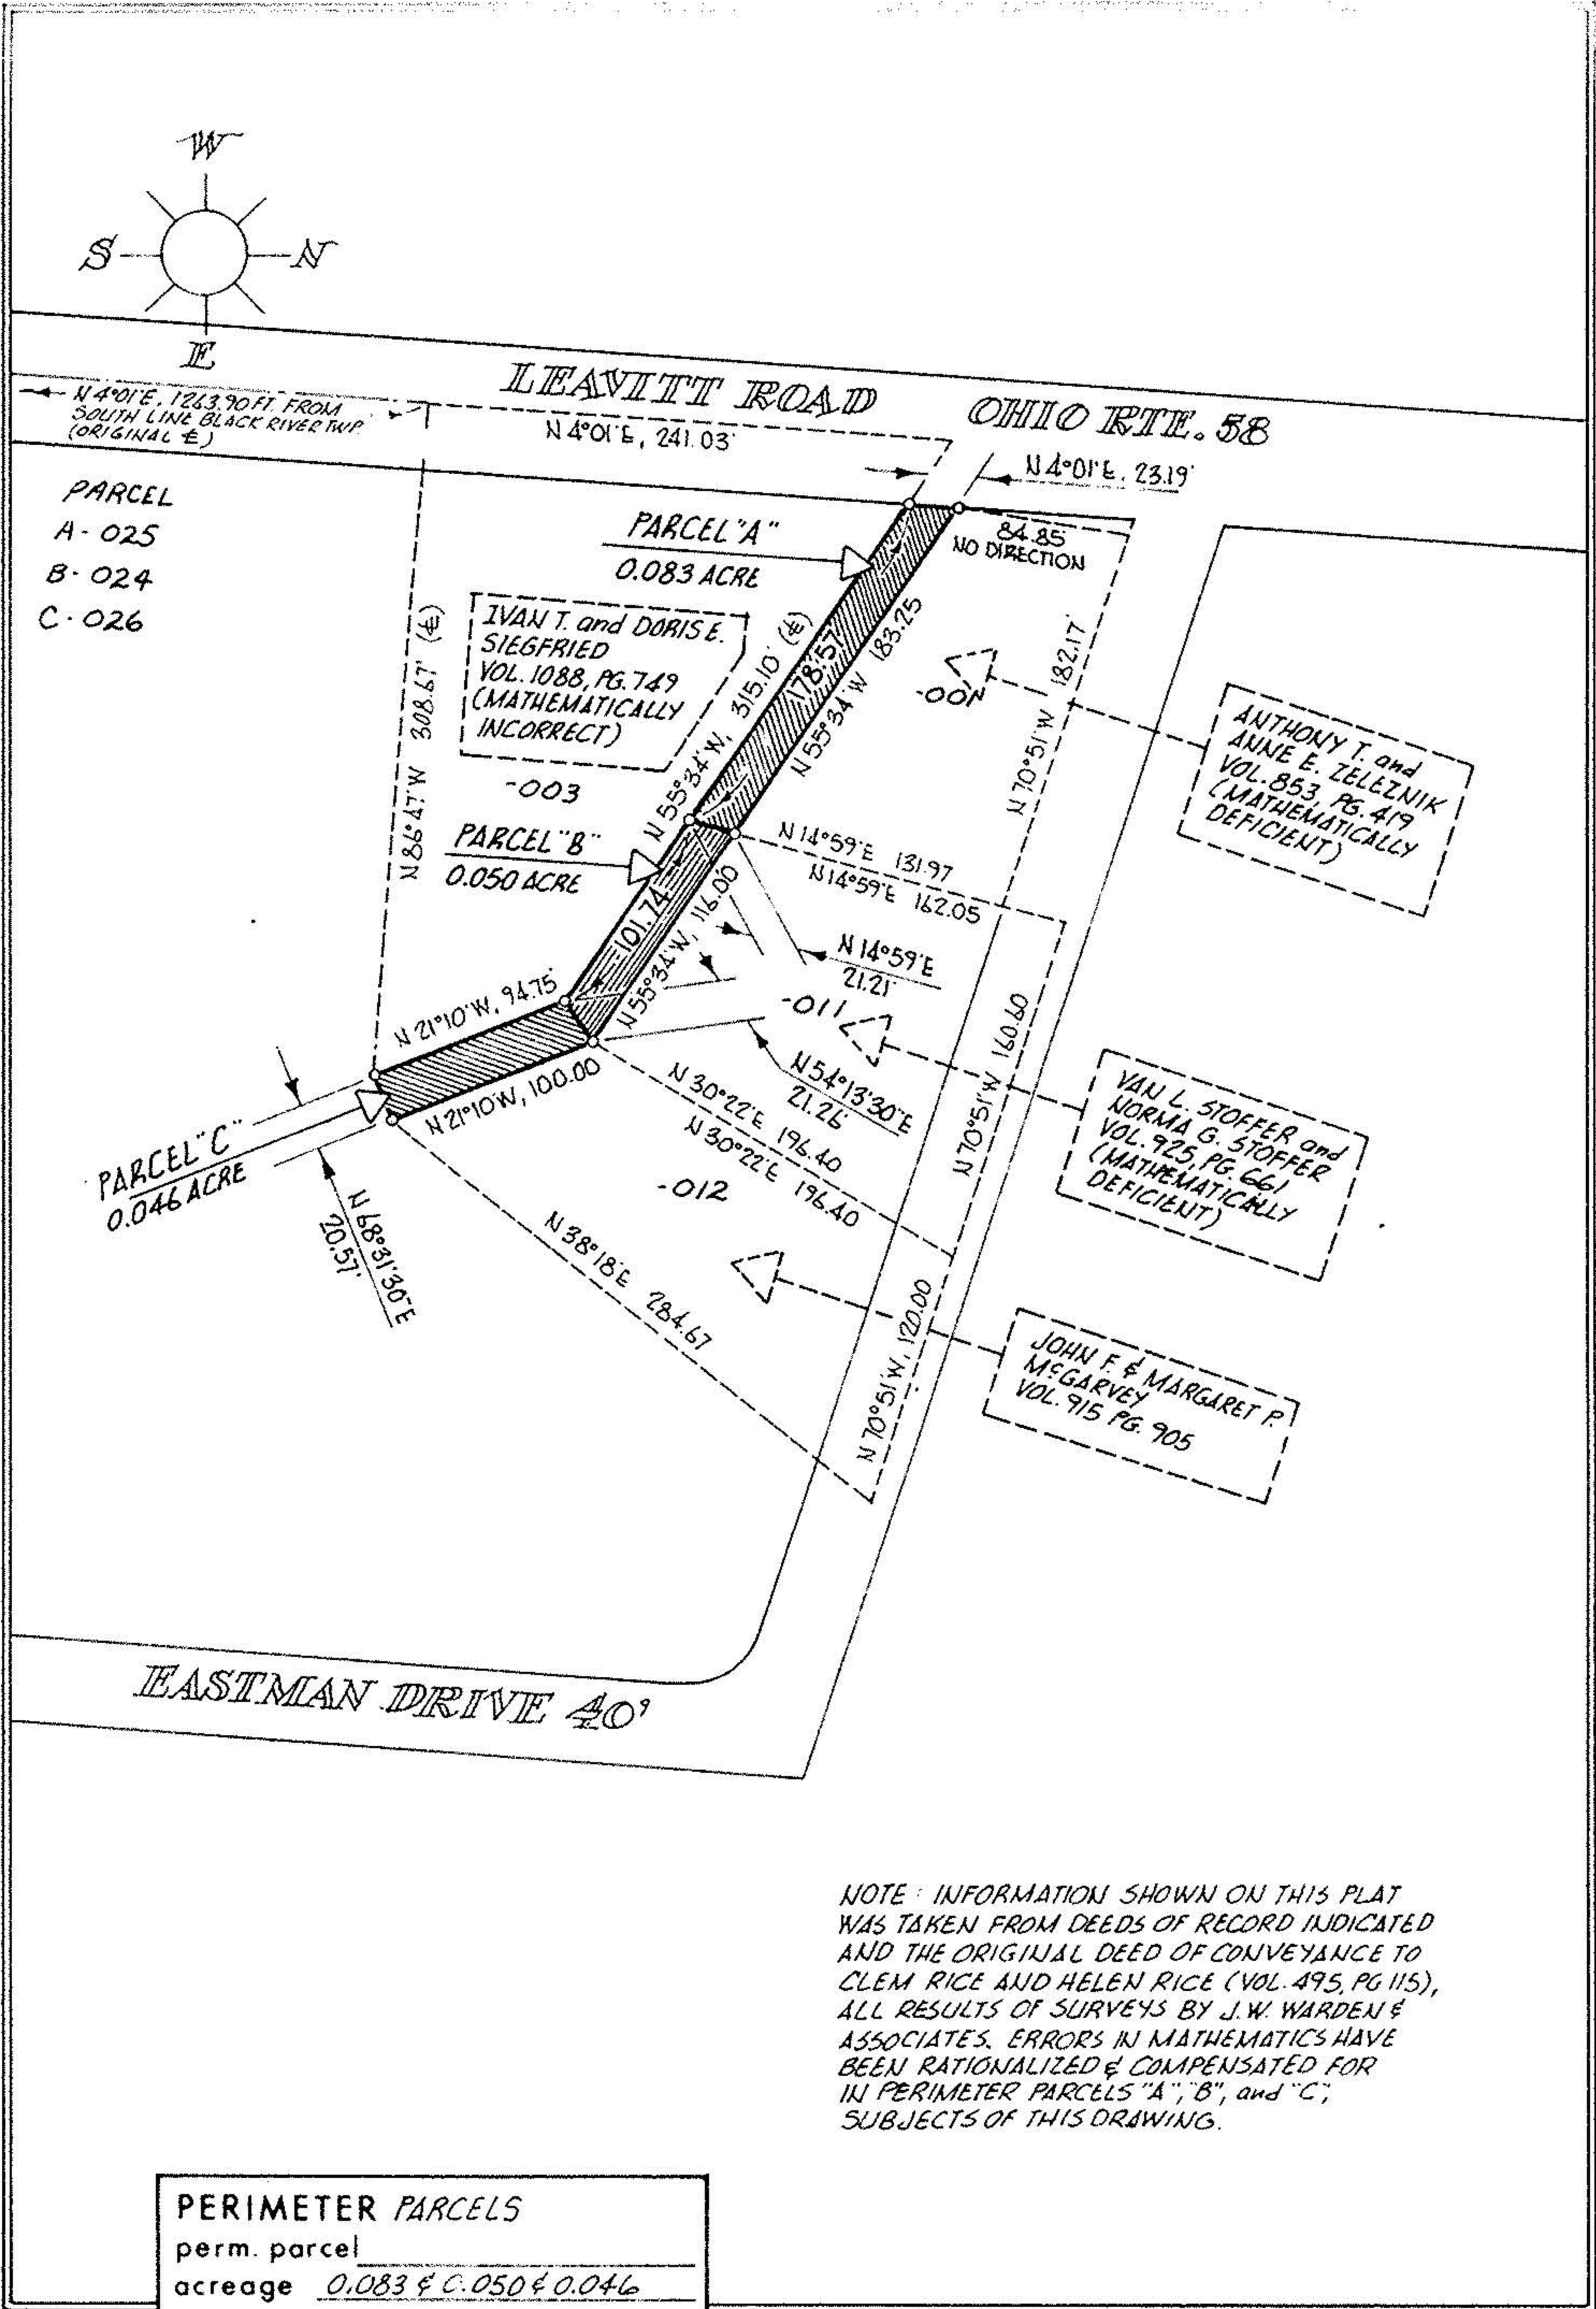 W
S
N
E
LEAVITT ROAD
OHIO RTE. 58
N 4°01'E, 1263.90 FT. FROM
SOUTH LINE BLACK RIVER TWP.
(ORIGINAL ℄)
N 4°01'E, 241.03'
N 4°01'E, 23.19'
PARCEL
A- 025
B- 024
C- 026
PARCEL "A"
0.083 ACRE
84.85
NO DIRECTION
IVAN T. and DORIS E.
SIEGFRIED
VOL. 1088, PG. 749
(MATHEMATICALLY
INCORRECT)
-003
N 86°47'W 308.67' (℄)
N 55°34'W, 315.10' (℄)
178.57
N 55°34'W 183.25
N 70°51'W 182.17'
ANTHONY T. and
ANNE E. ZELEZNIK
VOL. 853, PG. 419
(MATHEMATICALLY
DEFICIENT)
PARCEL "B"
0.050 ACRE
101.74
N 55°34'W, 116.00
N 14°59'E 131.97
N 14°59'E 162.05
N 14°59'E
21.21'
-011
N 21°10'W, 94.75'
N 21°10'W, 100.00
N 54°13'30"E
21.26'
N 70°51'W 160.60
VAN L. STOFFER and
NORMA G. STOFFER
VOL. 925, PG. 661
(MATHEMATICALLY
DEFICIENT)
PARCEL "C"
0.046 ACRE
N 68°31'30"E
20.57'
N 30°22'E 196.40
N 30°22'E 196.40
-012
N 38°18'E 284.67
N 70°51'W, 120.00
JOHN F. & MARGARET P.
McGARVEY
VOL. 915 PG. 905
EASTMAN DRIVE 40'
NOTE: INFORMATION SHOWN ON THIS PLAT
WAS TAKEN FROM DEEDS OF RECORD INDICATED
AND THE ORIGINAL DEED OF CONVEYANCE TO
CLEM RICE AND HELEN RICE (VOL. 495, PG 115),
ALL RESULTS OF SURVEYS BY J.W. WARDEN &
ASSOCIATES. ERRORS IN MATHEMATICS HAVE
BEEN RATIONALIZED & COMPENSATED FOR
IN PERIMETER PARCELS "A", "B", and "C",
SUBJECTS OF THIS DRAWING.
PERIMETER PARCELS
perm. parcel
acreage 0.083 & 0.050 & 0.046